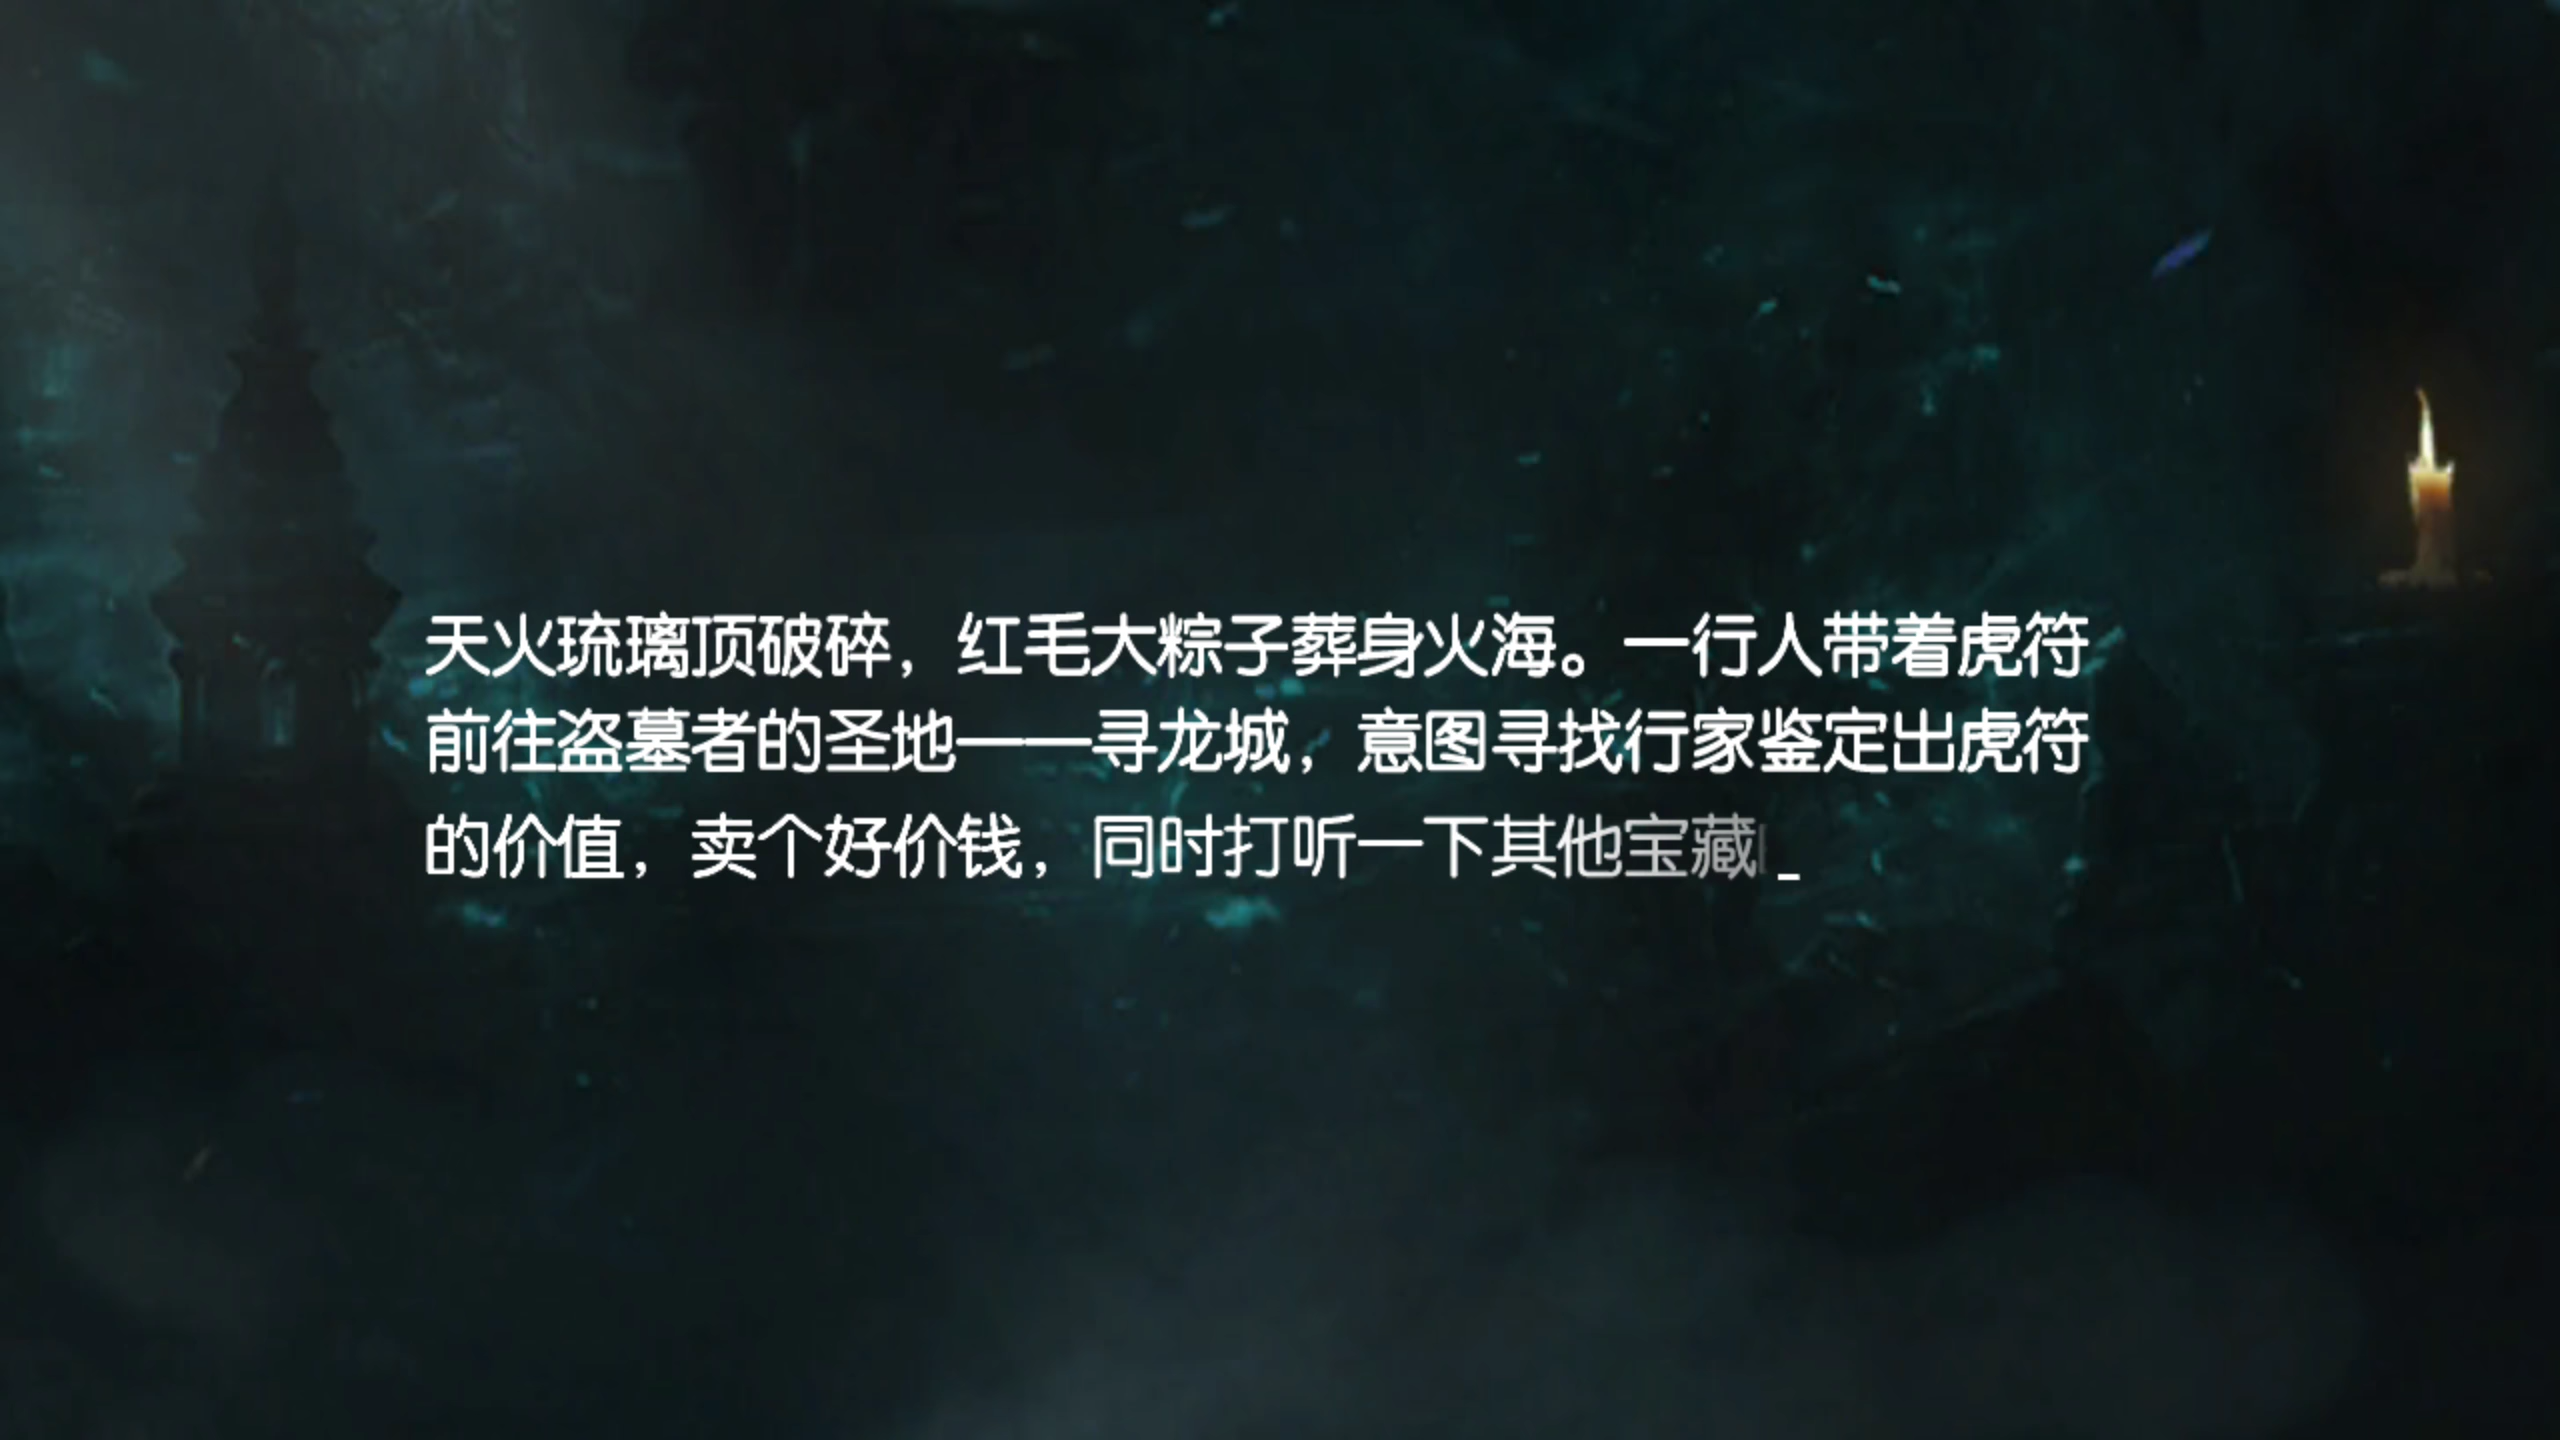 天火琉璃顶破碎，红毛大粽子葬身火海。一行人带着虎符
前往盗墓者的圣地——寻龙城，意图寻找行家鉴定出虎符
的价值，卖个好价钱，同时打听一下其他宝藏_